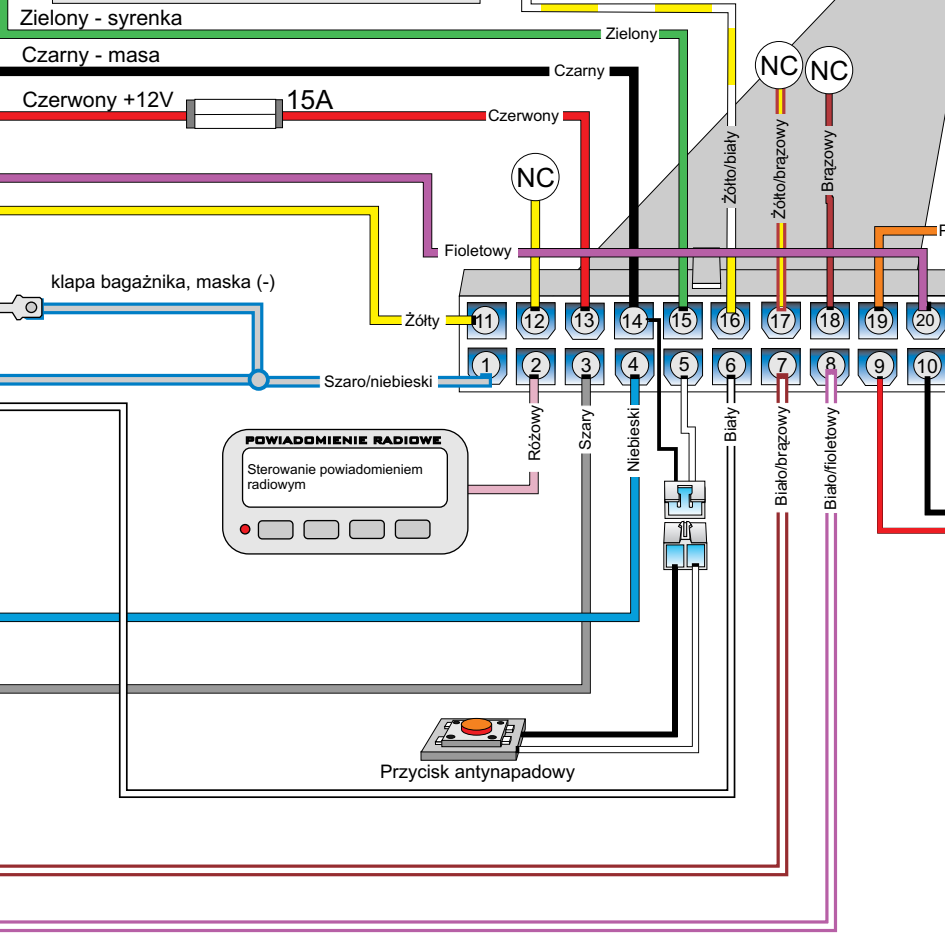 Zielony - syrenka
Zielony
Czarny - masa
Czarny
Czerwony +12V
15A
Czerwony
NC
NC
NC
Żółto/biały
Żółto/brązowy
Brązowy
Fioletowy
klapa bagażnika, maska (-)
Żółty
11 12 13 14 15 16 17 18 19 20
1 2 3 4 5 6 7 8 9 10
Szaro/niebieski
Różowy
Szary
Niebieski
Biały
Biało/brązowy
Biało/fioletowy
POWIADOMIENIE RADIOWE
Sterowanie powiadomieniem
radiowym
Przycisk antynapadowy